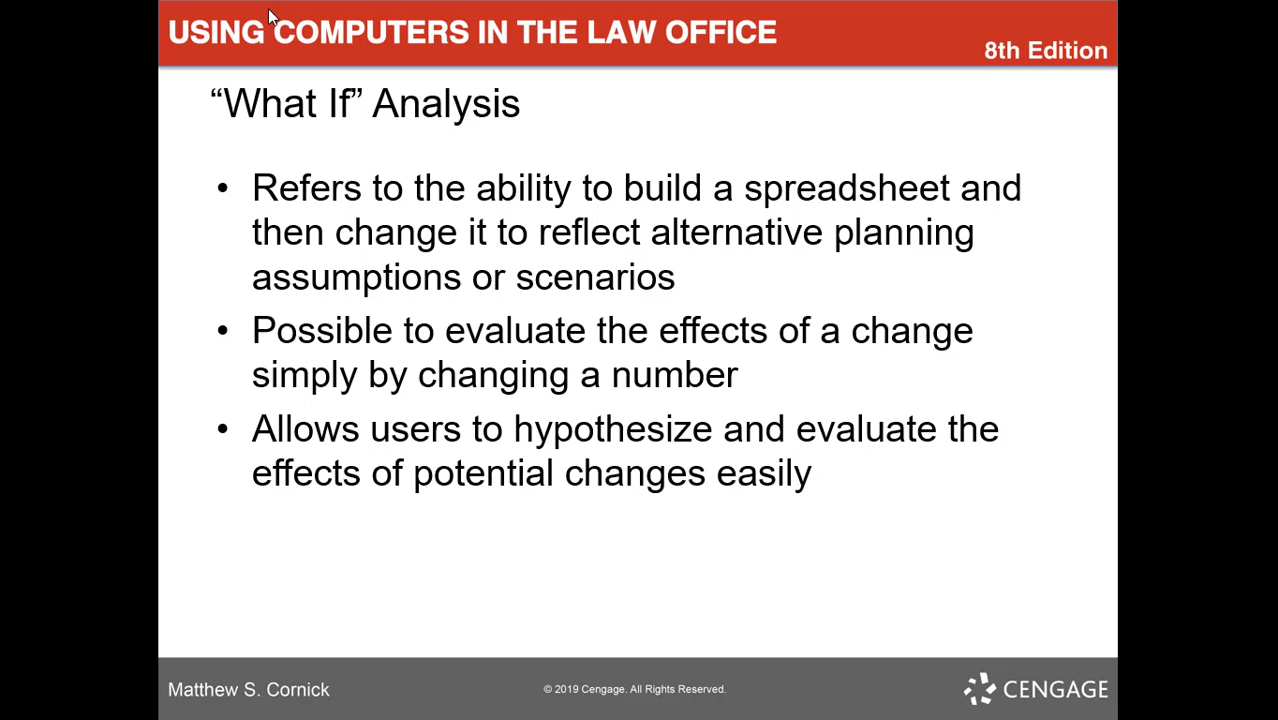 USING COMPUTERS IN THE LAW OFFICE
8th Edition
“What If” Analysis
• Refers to the ability to build a spreadsheet and
then change it to reflect alternative planning
assumptions or scenarios
• Possible to evaluate the effects of a change
simply by changing a number
• Allows users to hypothesize and evaluate the
effects of potential changes easily
Matthew S. Cornick
© 2019 Cengage. All Rights Reserved.
CENGAGE